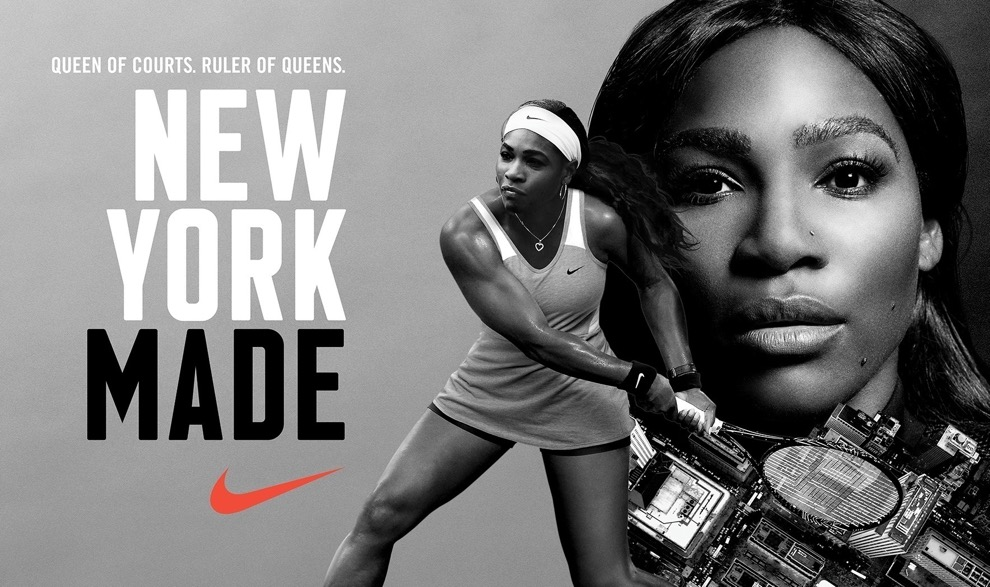 QUEEN OF COURTS. RULER OF QUEENS.
NEW
YORK
MADE